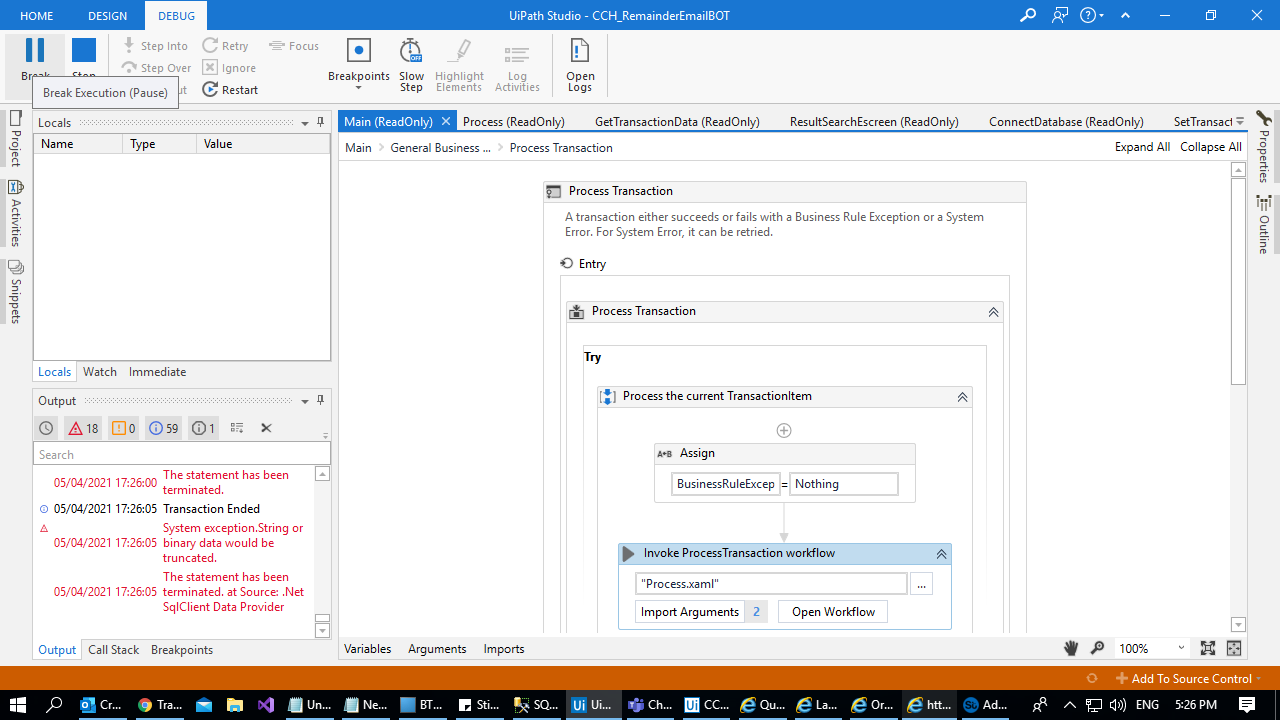 HOME DESIGN DEBUG UiPath Studio - CCH_RemainderEmailBOT
Break
Stop
Step Into
Step Over
Retry
Ignore
Restart
Focus
Breakpoints
Slow
Step
Highlight
Elements
Log
Activities
Open
Logs
Break Execution (Pause)
Project
Activities
Snippets
Locals
Name Type Value
Locals Watch Immediate
Output
18 0 59 1
Search
05/04/2021 17:26:00 The statement has been
terminated.
05/04/2021 17:26:05 Transaction Ended
05/04/2021 17:26:05 System exception.String or
binary data would be
truncated.
05/04/2021 17:26:05 The statement has been
terminated. at Source: .Net
SqlClient Data Provider
Output Call Stack Breakpoints
Main (ReadOnly) Process (ReadOnly) GetTransactionData (ReadOnly) ResultSearchEscreen (ReadOnly) ConnectDatabase (ReadOnly) SetTransact
Main General Business ... Process Transaction Expand All Collapse All
Process Transaction
A transaction either succeeds or fails with a Business Rule Exception or a System
Error. For System Error, it can be retried.
Entry
Process Transaction
Try
Process the current TransactionItem
A*B Assign
BusinessRuleExcep = Nothing
Invoke ProcessTransaction workflow
"Process.xaml" ...
Import Arguments 2 Open Workflow
Properties
Outline
Variables Arguments Imports 100%
Add To Source Control
Cr... Tra... Un... Ne... BT... Sti... SQ... Ui Ui... Ch... Ui CC... Qu... La... Or... htt... Ad... ENG 5:26 PM